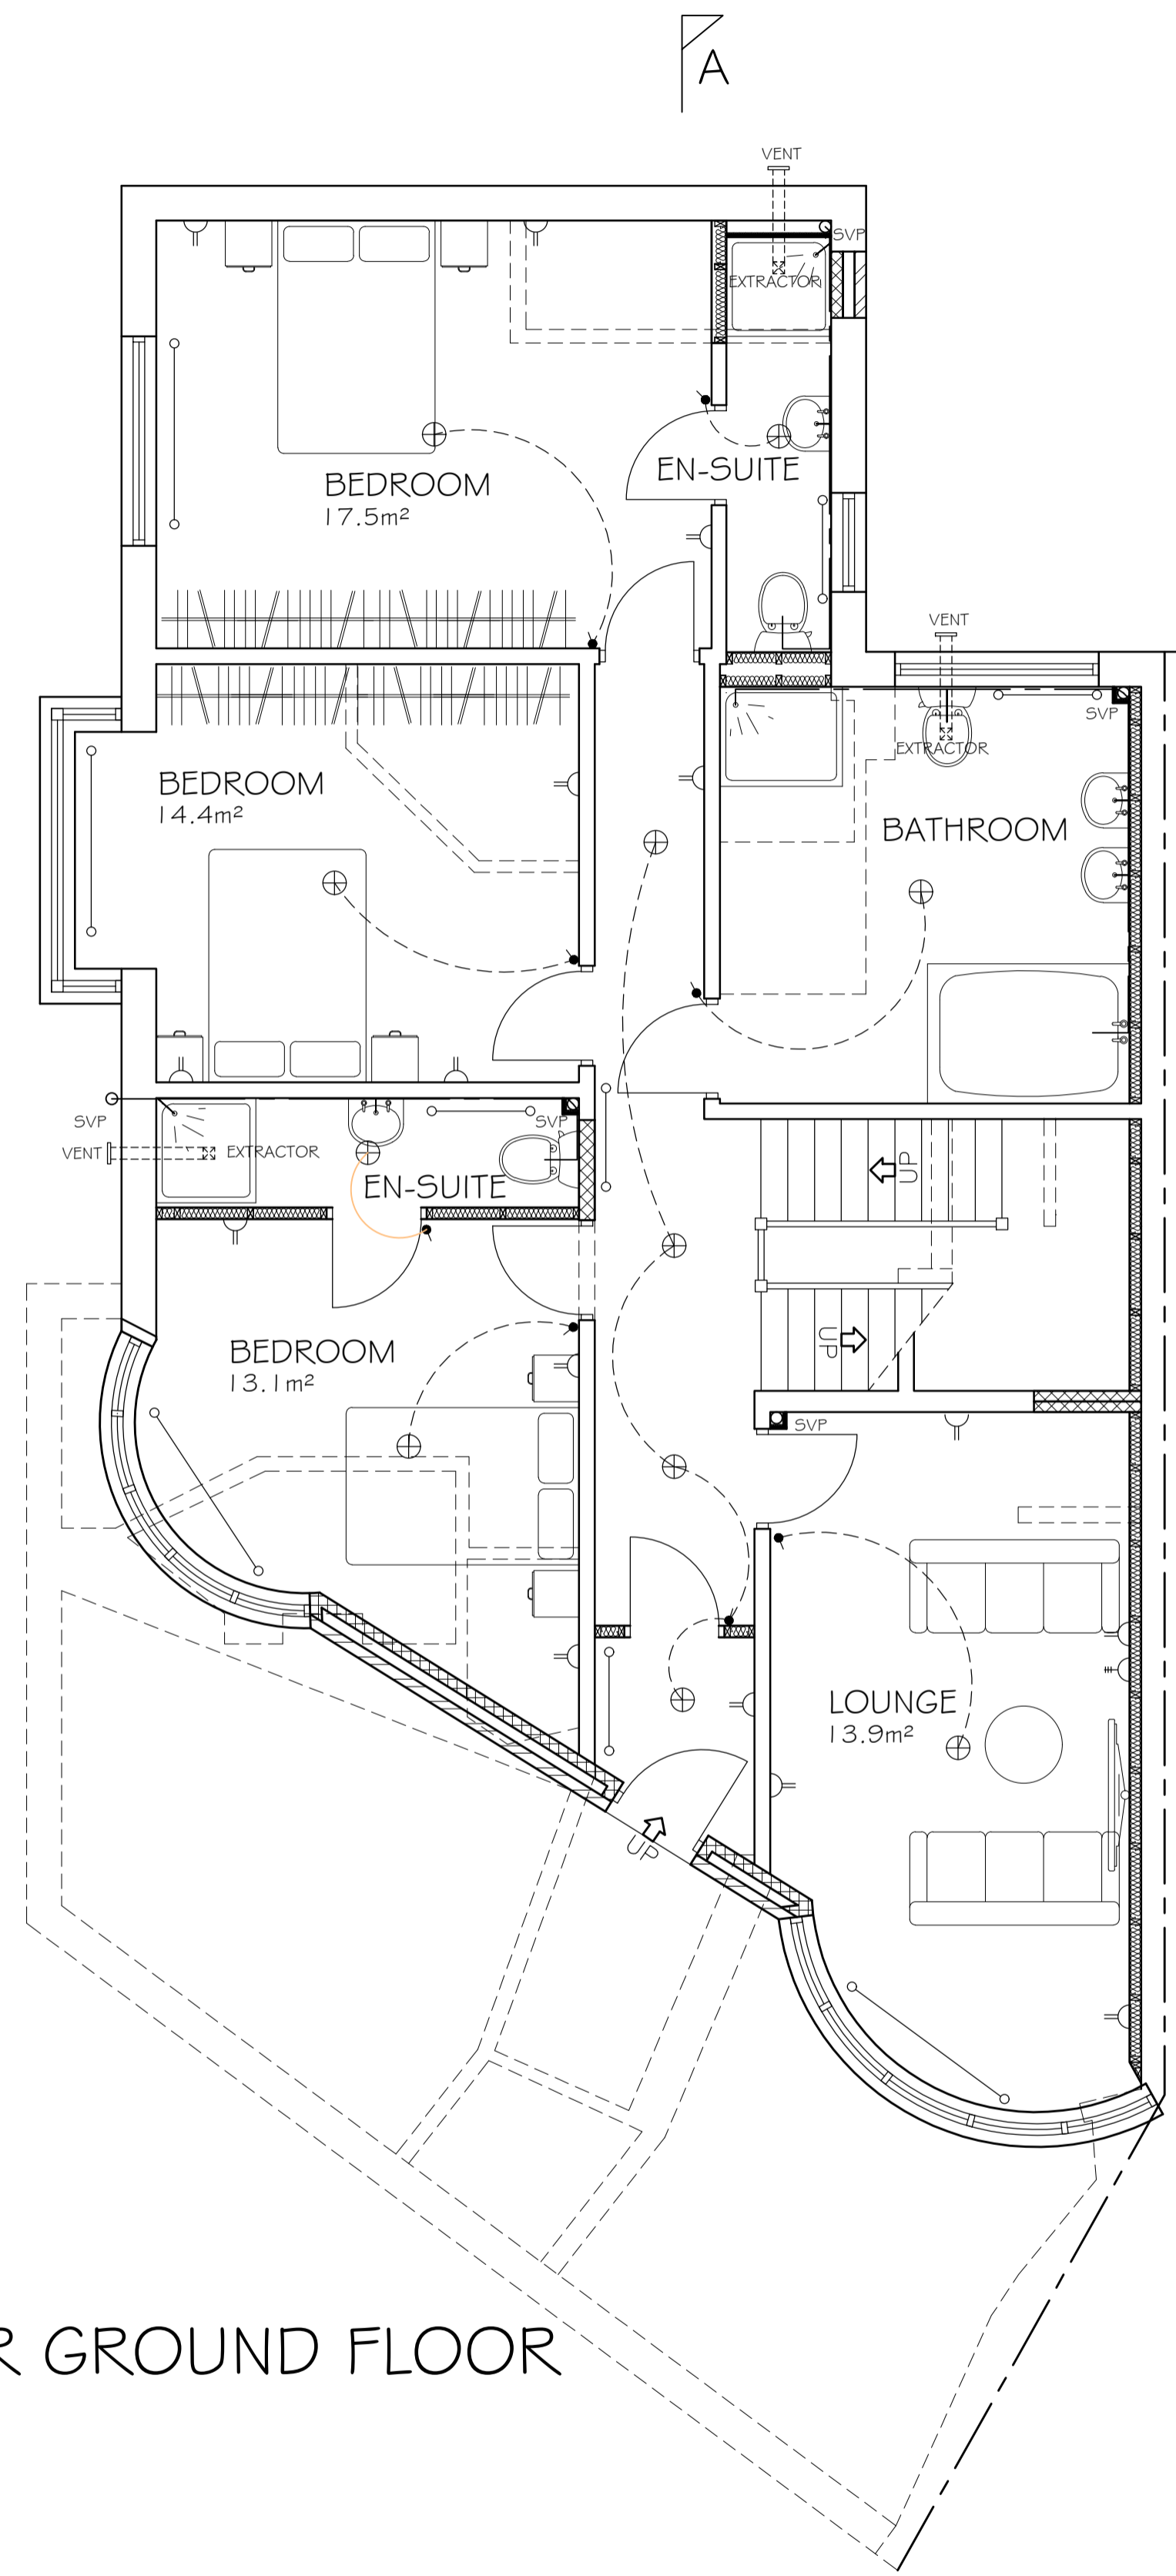 A
VENT
SVP
EXTRACTOR
EN-SUITE
BEDROOM
17.5m²
VENT
SVP
EXTRACTOR
BEDROOM
14.4m²
BATHROOM
SVP
VENT
EXTRACTOR
SVP
EN-SUITE
UP
UP
BEDROOM
13.1m²
SVP
LOUNGE
13.9m²
UP
R GROUND FLOOR